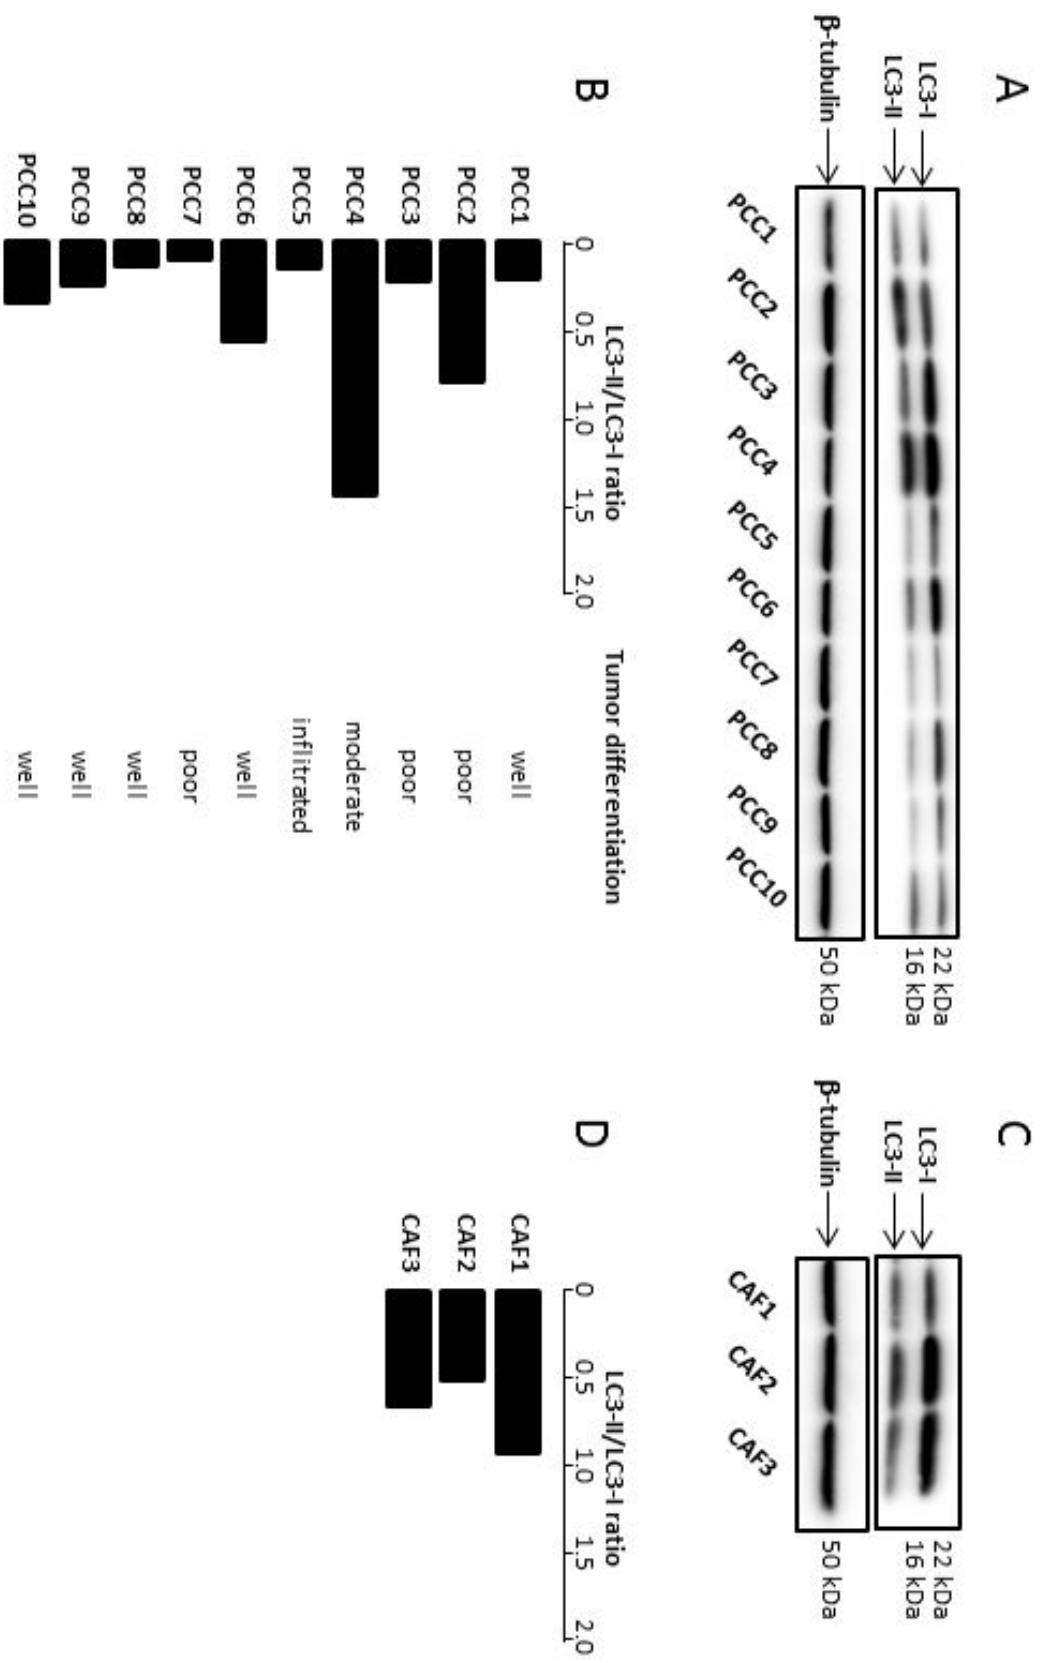 A
LC3-I
LC3-II
β-tubulin
22 kDa
16 kDa
50 kDa
PCC1
PCC2
PCC3
PCC4
PCC5
PCC6
PCC7
PCC8
PCC9
PCC10
B
LC3-II/LC3-I ratio
Tumor differentiation
0
0,5
1,0
1,5
2,0
PCC1
well
PCC2
poor
PCC3
poor
PCC4
moderate
PCC5
inflitrated
PCC6
well
PCC7
poor
PCC8
well
PCC9
well
PCC10
well
C
LC3-I
LC3-II
β-tubulin
22 kDa
16 kDa
50 kDa
CAF1
CAF2
CAF3
D
LC3-II/LC3-I ratio
0
0,5
1,0
1,5
2,0
CAF1
CAF2
CAF3